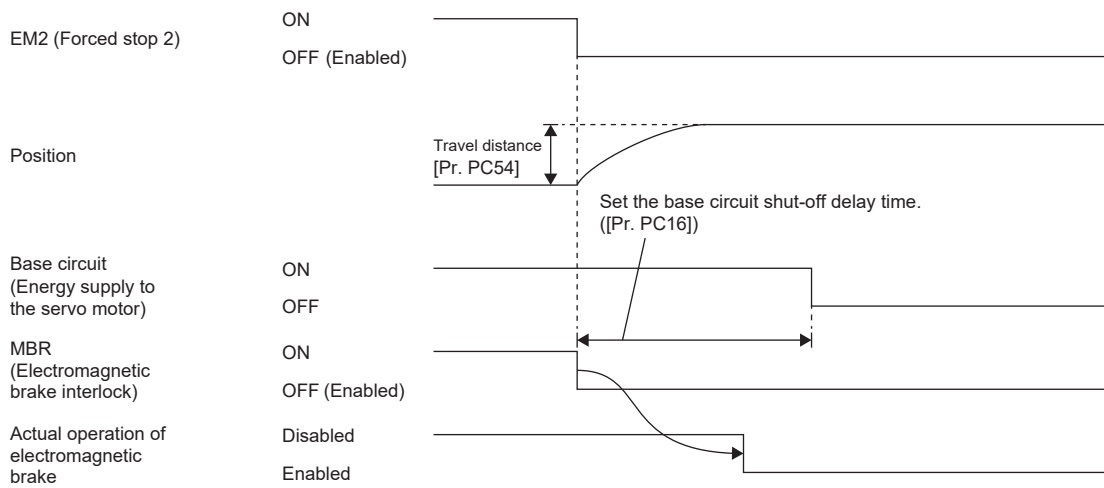 EM2 (Forced stop 2)
ON
OFF (Enabled)
Position
Travel distance
[Pr. PC54]
Set the base circuit shut-off delay time.
([Pr. PC16])
Base circuit
(Energy supply to
the servo motor)
ON
OFF
MBR
(Electromagnetic
brake interlock)
ON
OFF (Enabled)
Actual operation of
electromagnetic
brake
Disabled
Enabled